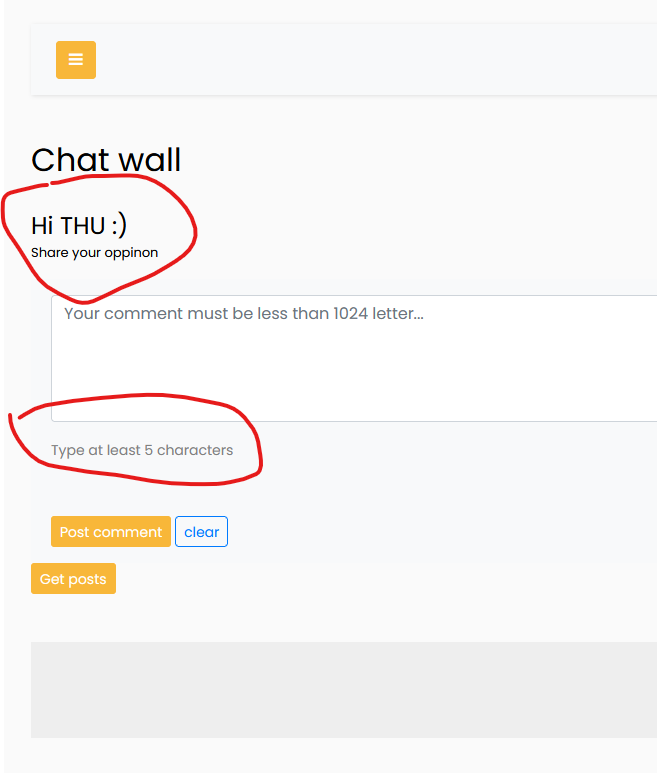 Chat wall
Hi THU :)
Share your oppinon
Your comment must be less than 1024 letter...
Type at least 5 characters
Post comment clear
Get posts